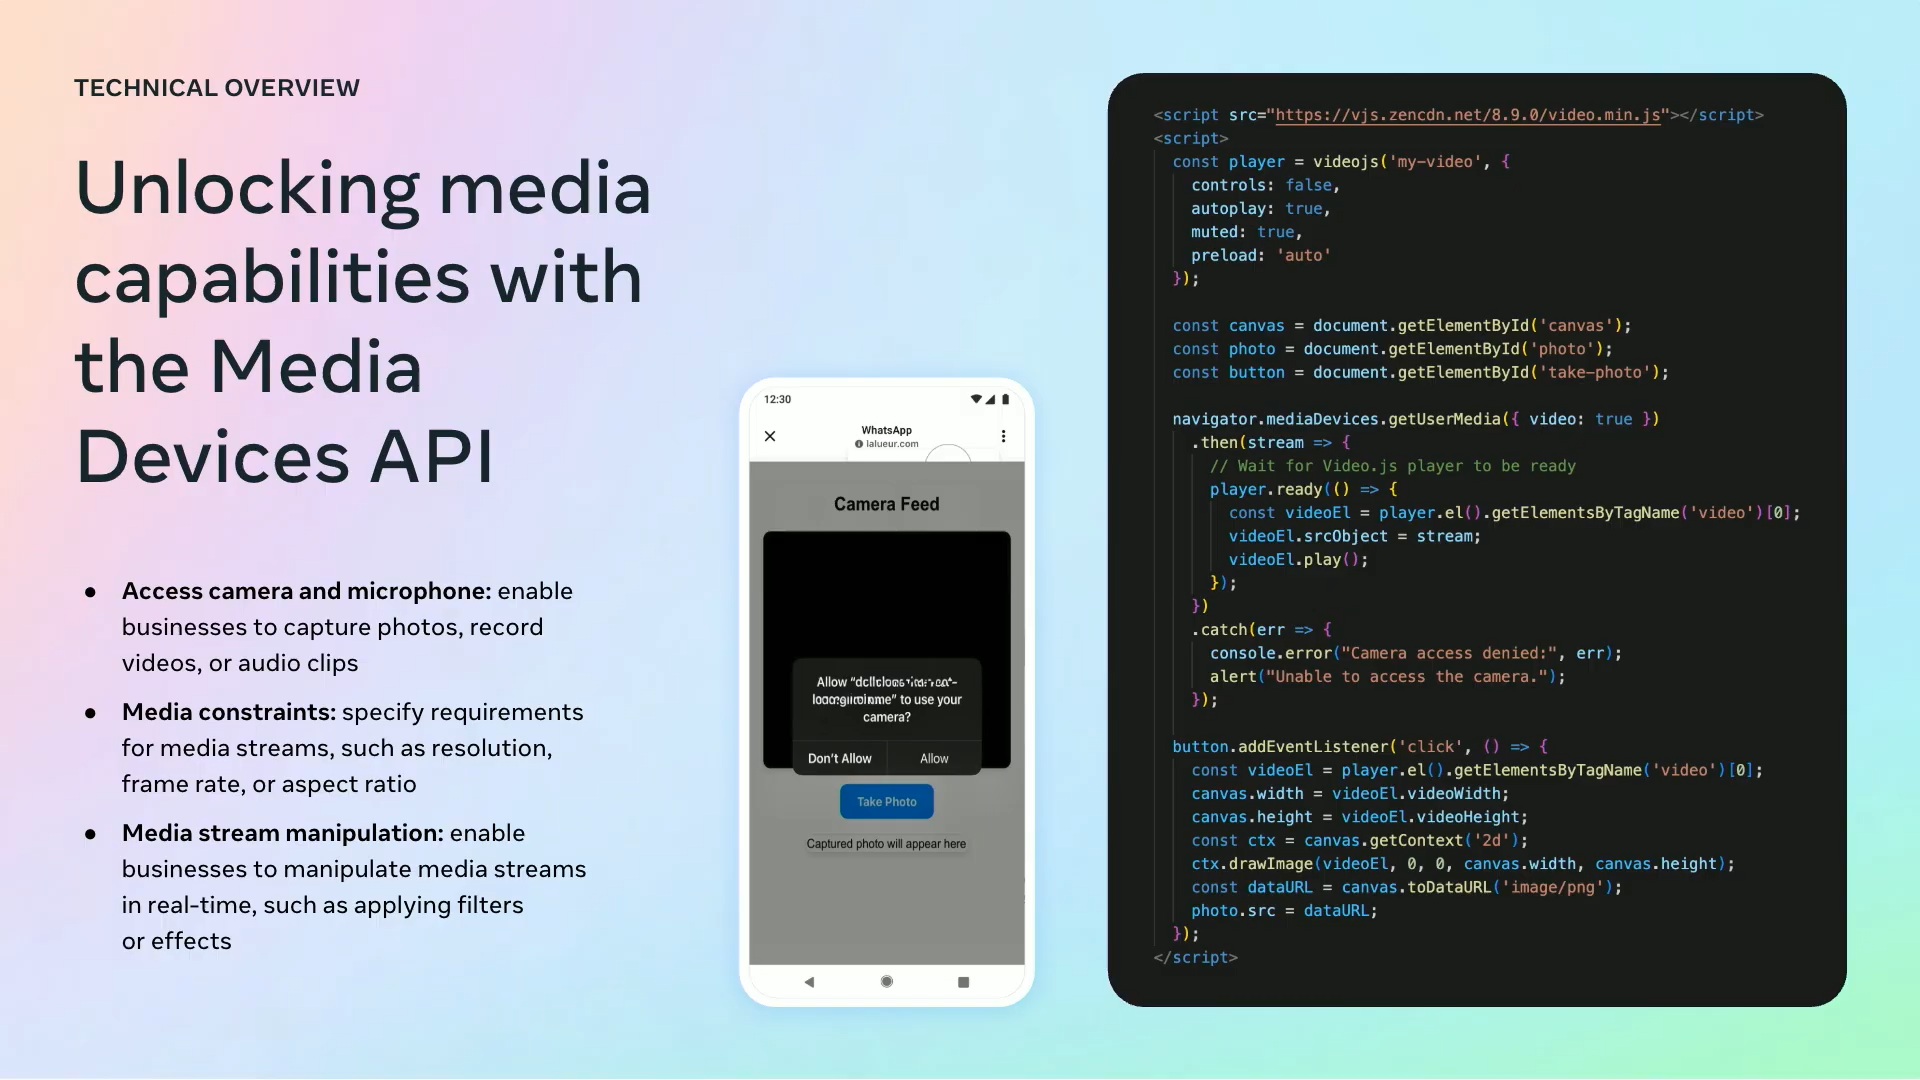 TECHNICAL OVERVIEW
Unlocking media
capabilities with
the Media
Devices API
● Access camera and microphone: enable
businesses to capture photos, record
videos, or audio clips
● Media constraints: specify requirements
for media streams, such as resolution,
frame rate, or aspect ratio
● Media stream manipulation: enable
businesses to manipulate media streams
in real-time, such as applying filters
or effects
12:30
WhatsApp
lalueur.com
Camera Feed
Allow
to use your
camera?
Don't Allow Allow
Take Photo
Captured photo will appear here
<script src="https://vjs.zencdn.net/8.9.0/video.min.js"></script>
<script>
const player = videojs('my-video', {
controls: false,
autoplay: true,
muted: true,
preload: 'auto'
});
const canvas = document.getElementById('canvas');
const photo = document.getElementById('photo');
const button = document.getElementById('take-photo');
navigator.mediaDevices.getUserMedia({ video: true })
.then(stream => {
// Wait for Video.js player to be ready
player.ready(() => {
const videoEl = player.el().getElementsByTagName('video')[0];
videoEl.srcObject = stream;
videoEl.play();
});
})
.catch(err => {
console.error("Camera access denied:", err);
alert("Unable to access the camera.");
});
button.addEventListener('click', () => {
const videoEl = player.el().getElementsByTagName('video')[0];
canvas.width = videoEl.videoWidth;
canvas.height = videoEl.videoHeight;
const ctx = canvas.getContext('2d');
ctx.drawImage(videoEl, 0, 0, canvas.width, canvas.height);
const dataURL = canvas.toDataURL('image/png');
photo.src = dataURL;
});
</script>